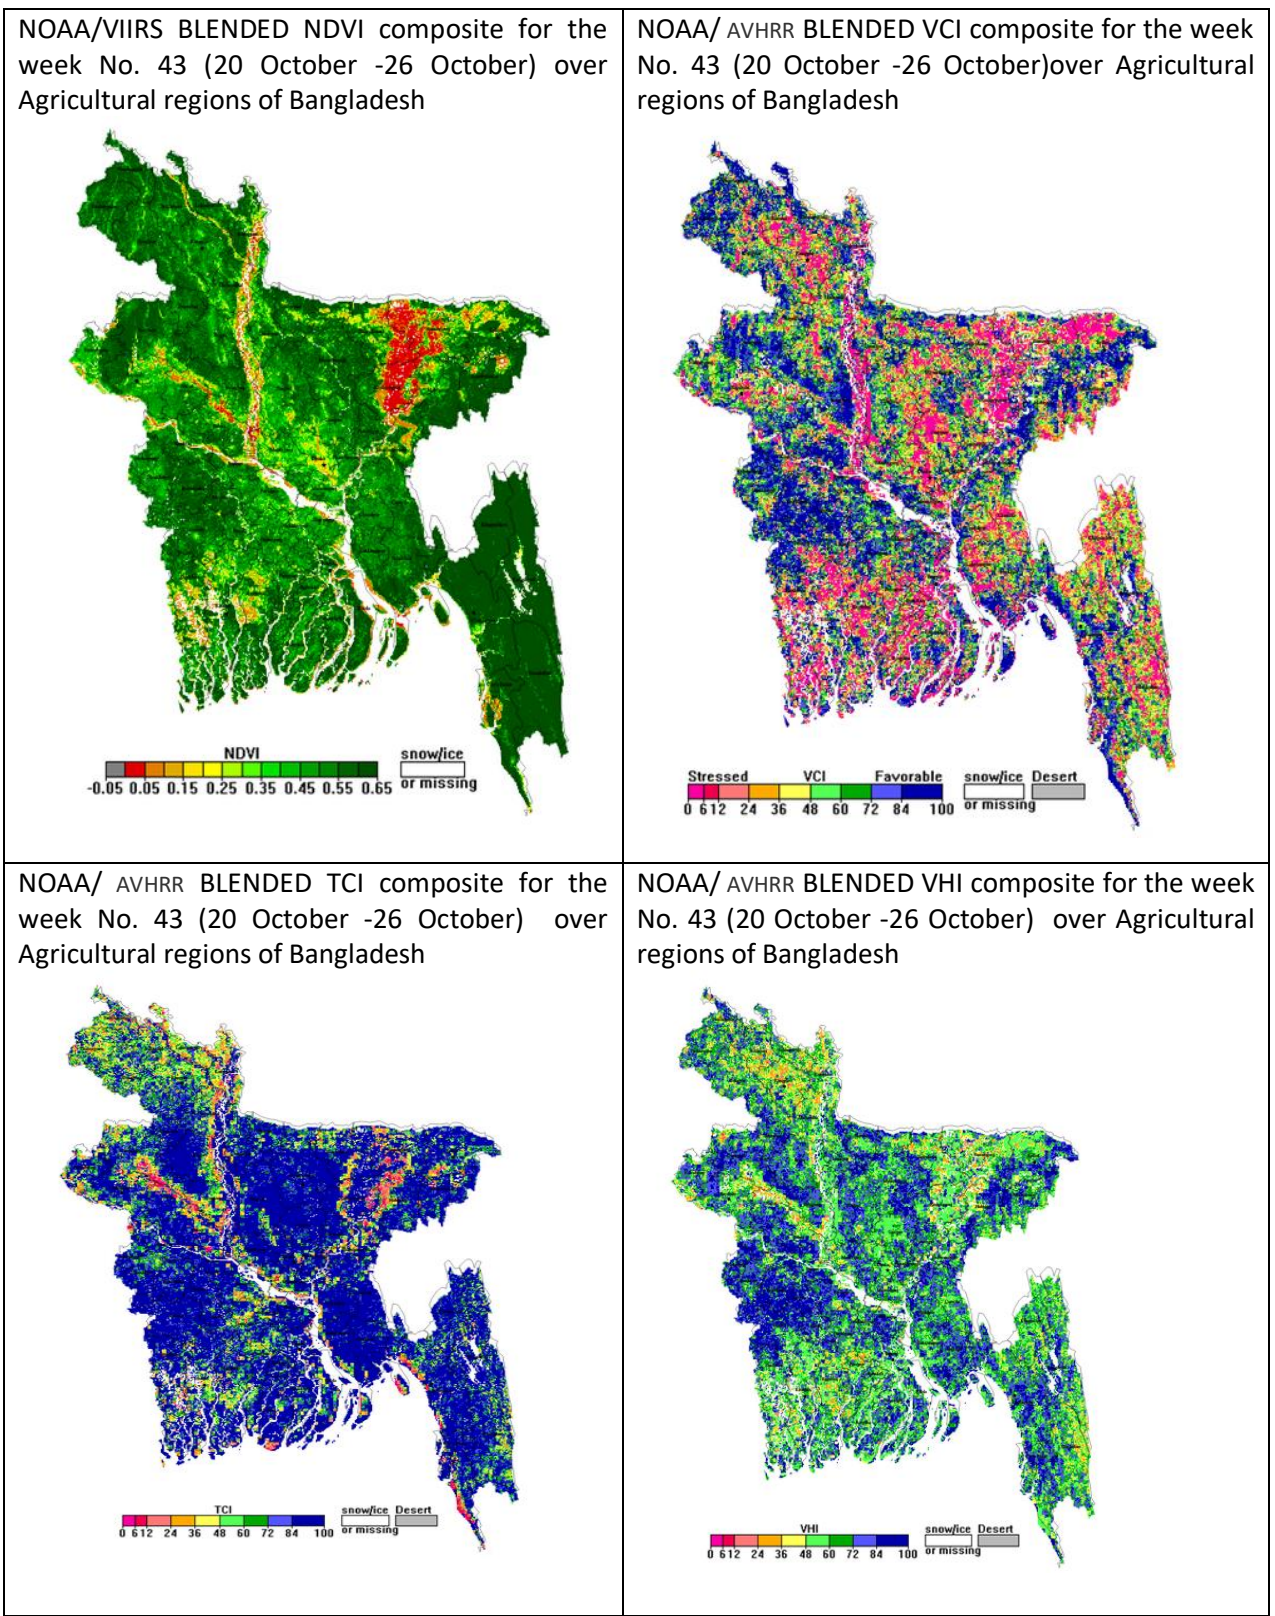 NOAA/VIIRS BLENDED NDVI composite for the
week No. 43 (20 October -26 October) over
Agricultural regions of Bangladesh
NDVI
snow/ice
or missing
-0.05 0.05 0.15 0.25 0.35 0.45 0.55 0.65
NOAA/ AVHRR BLENDED VCI composite for the week
No. 43 (20 October -26 October)over Agricultural
regions of Bangladesh
Stressed VCI Favorable
snow/ice Desert
or missing
0 6 12 24 36 48 60 72 84 100
NOAA/ AVHRR BLENDED TCI composite for the
week No. 43 (20 October -26 October) over
Agricultural regions of Bangladesh
TCI
snow/ice Desert
or missing
0 6 12 24 36 48 60 72 84 100
NOAA/ AVHRR BLENDED VHI composite for the week
No. 43 (20 October -26 October) over Agricultural
regions of Bangladesh
VHI
snow/ice Desert
or missing
0 6 12 24 36 48 60 72 84 100